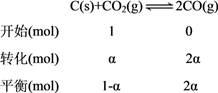 C(s)+CO₂(g)⇌2CO(g)
开始(mol) 1 0
转化(mol) α 2α
平衡(mol) 1-α 2α